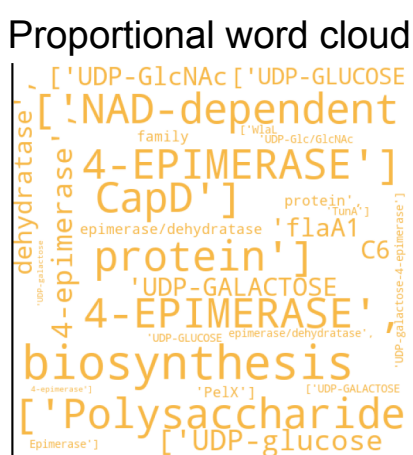 Proportional word cloud
['UDP-GlcNAc
['UDP-GLUCOSE
['NAD-dependent
dehydratase',
family
['WlaL
'UDP-Glc/GlcNAc
4-EPIMERASE']
4-epimerase'
CapD']
protein',
'TunA']
epimerase/dehydratase
'flaA1
protein']
C6
'UDP-galactose
'UDP-GALACTOSE
4-EPIMERASE',
'UDP-GLUCOSE
epimerase/dehydratase',
'UDP-galactose-4-epimerase']
biosynthesis
4-epimerase']
'PelX']
['UDP-GALACTOSE
['Polysaccharide
Epimerase']
['UDP-glucose